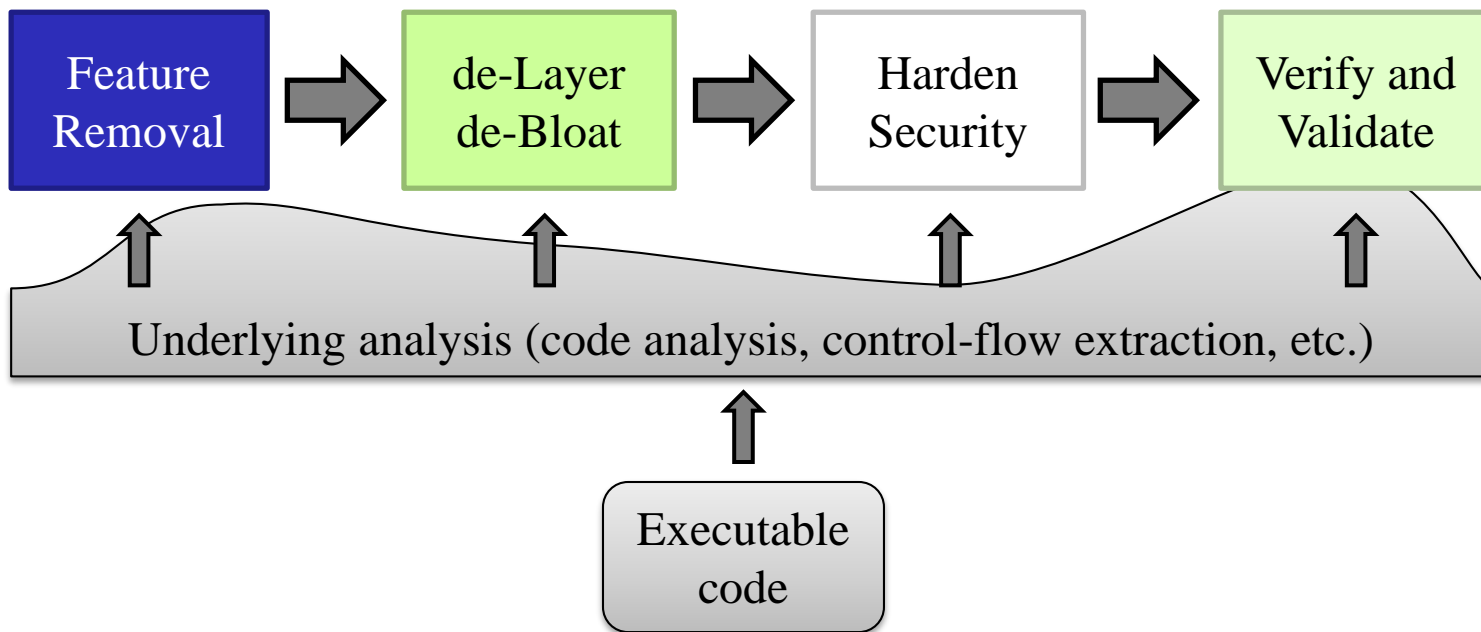 Feature
Removal
de-Layer
de-Bloat
Harden
Security
Verify and
Validate
Underlying analysis (code analysis, control-flow extraction, etc.)
Executable
code